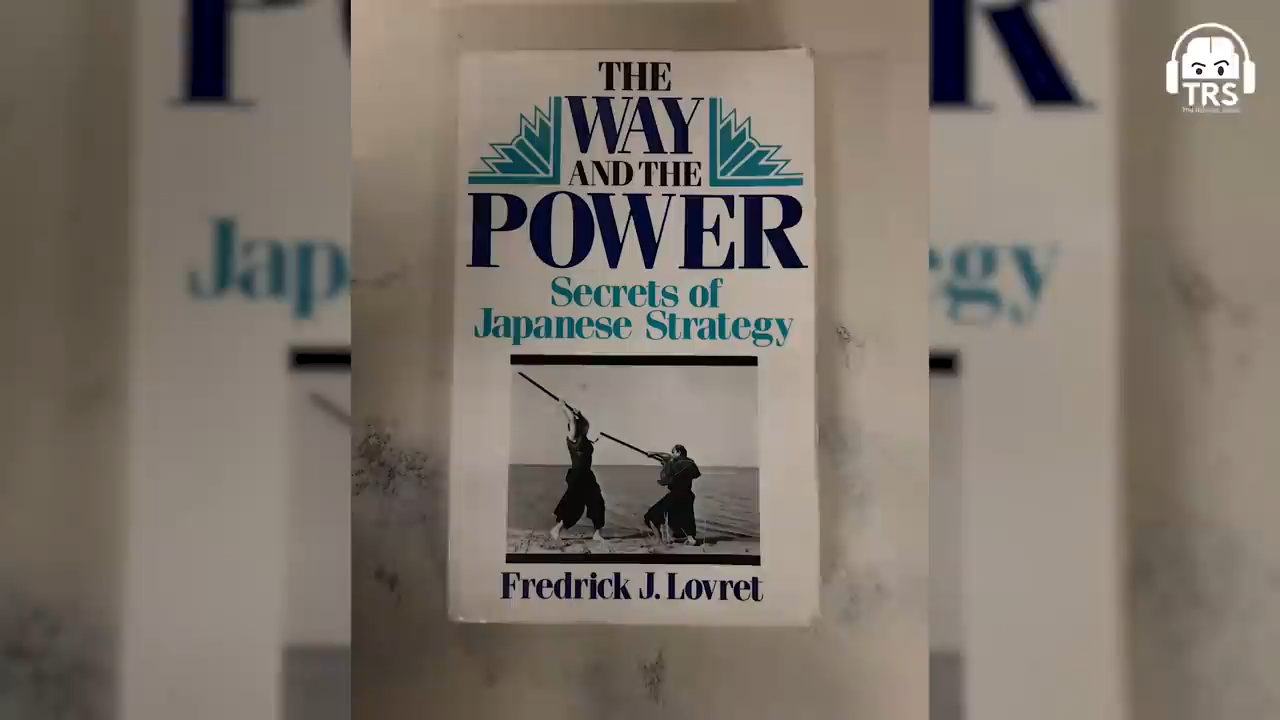 THE
WAY
AND THE
POWER
Secrets of
Japanese Strategy
Fredrick J. Lovret
TRS